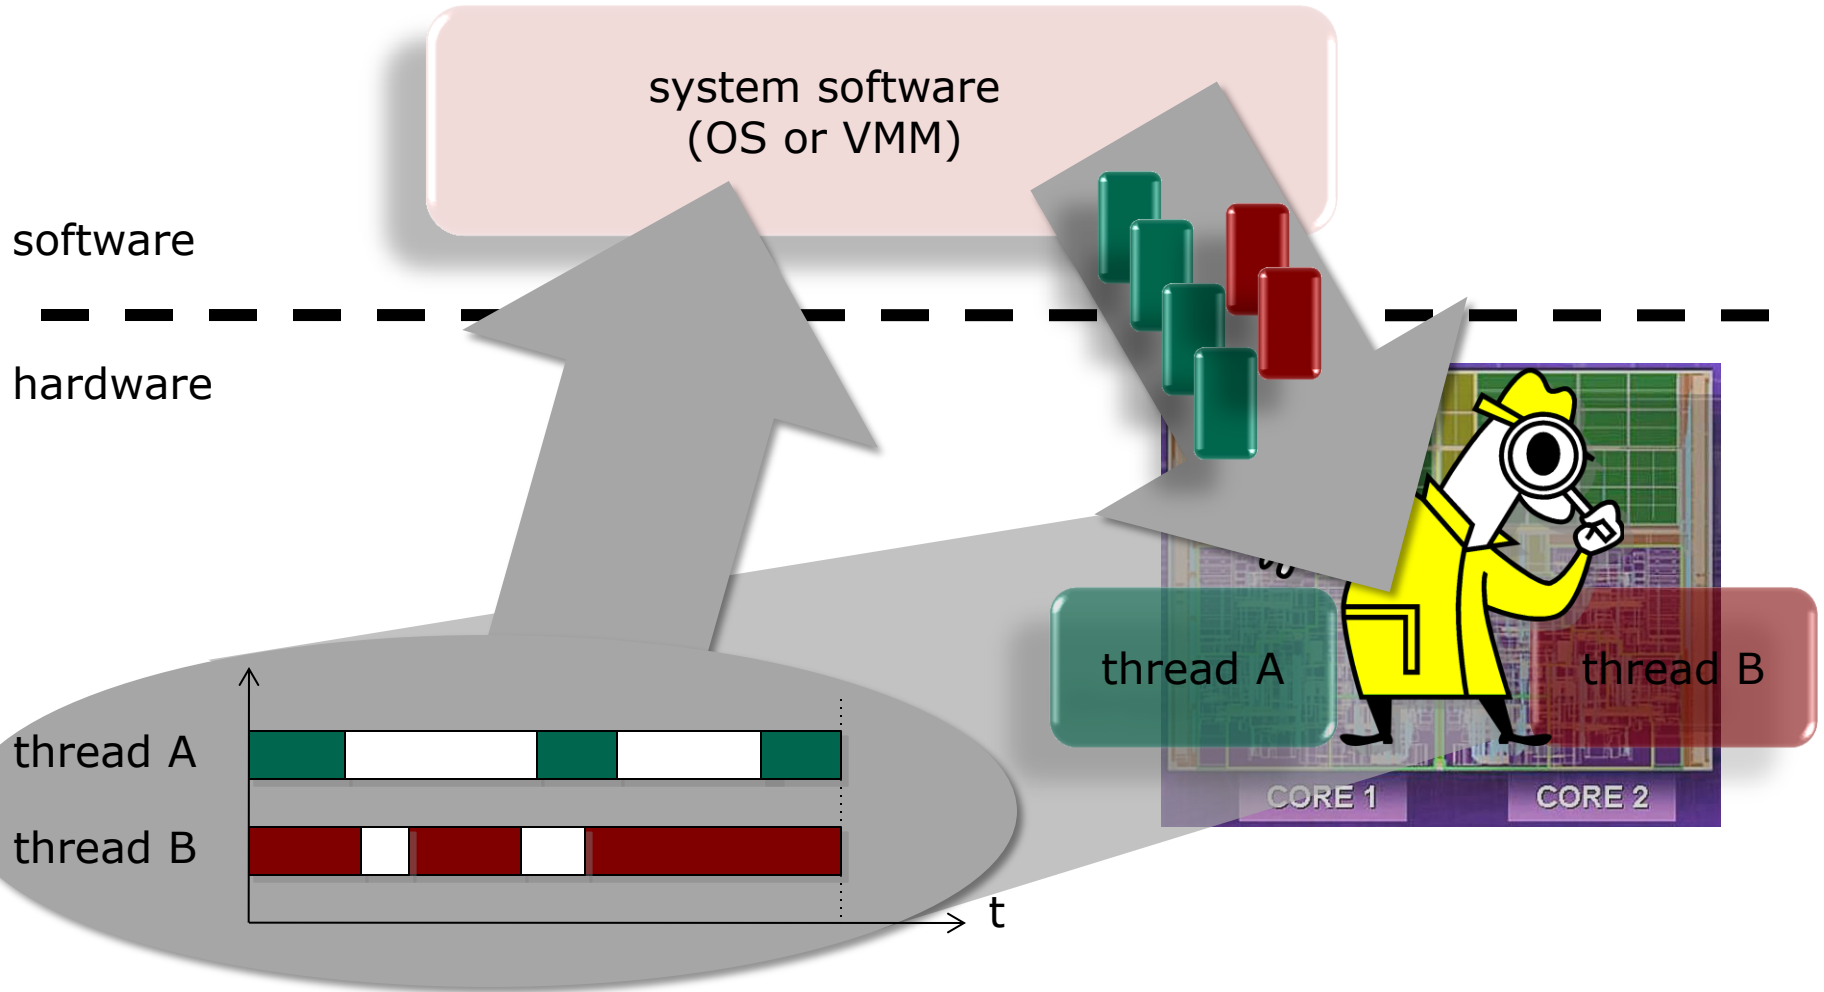 system software
(OS or VMM)
software
hardware
thread A
thread B
CORE 1
CORE 2
thread A
thread B
t